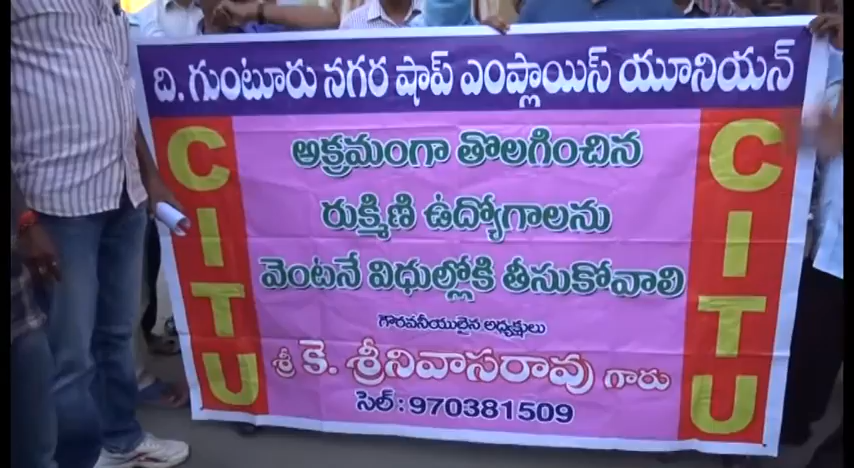 ది. గుంటూరు నగర షాప్ ఎంప్లాయిస్ యూనియన్
CITU
అక్రమంగా తొలగించిన
రుక్మిణి ఉద్యోగాలను
వెంటనే విధుల్లోకి తీసుకోవాలి
గౌరవనీయులైన అధ్యక్షులు
శ్రీ కె. శ్రీనివాసరావు గారు
సెల్ : 970381509
CITU